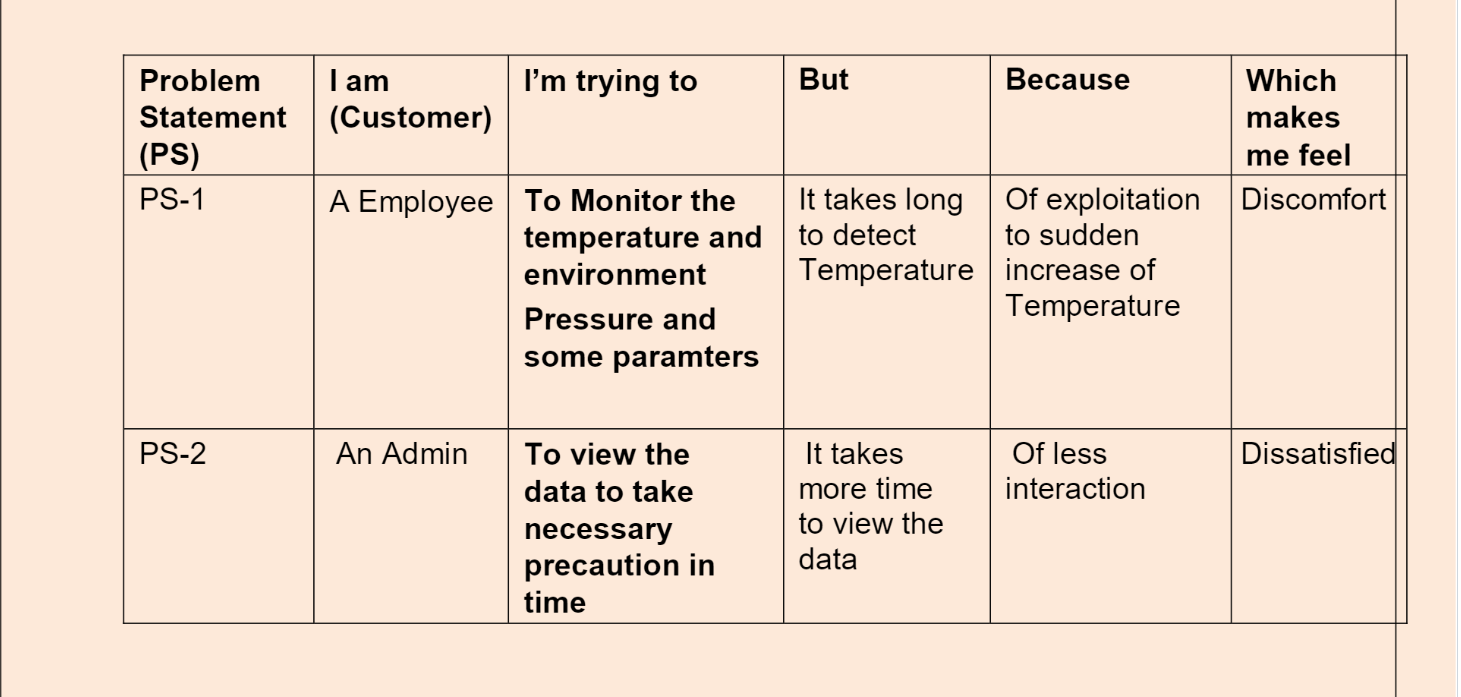 Problem
Statement
(PS)
I am
(Customer)
I’m trying to
But
Because
Which
makes
me feel
PS-1
A Employee
To Monitor the
temperature and
environment
Pressure and
some paramters
It takes long
to detect
Temperature
Of exploitation
to sudden
increase of
Temperature
Discomfort
PS-2
An Admin
To view the
data to take
necessary
precaution in
time
It takes
more time
to view the
data
Of less
interaction
Dissatisfied